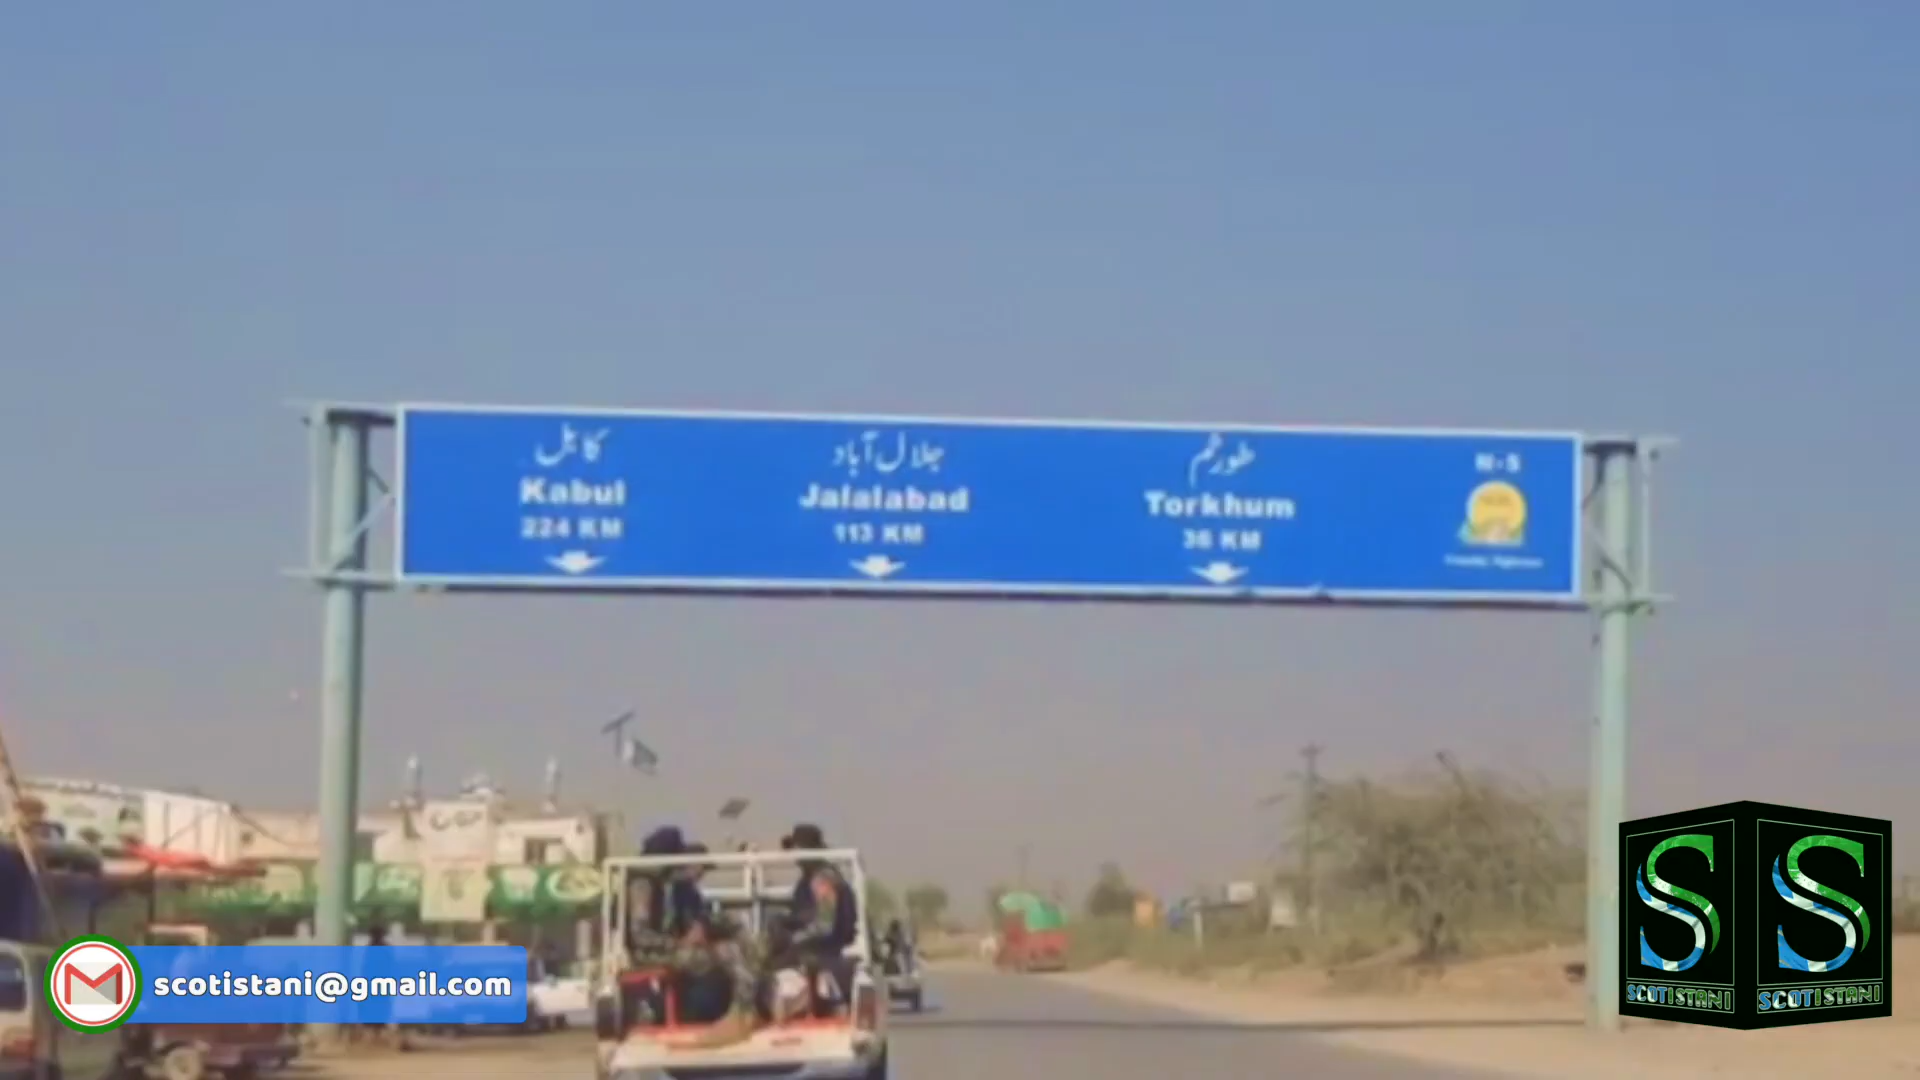 کابل
Kabul
224 KM
جلال آباد
Jalalabad
113 KM
طورخم
Torkhum
36 KM
N-5
scotistani@gmail.com
SCOTISTANI
SCOTISTANI